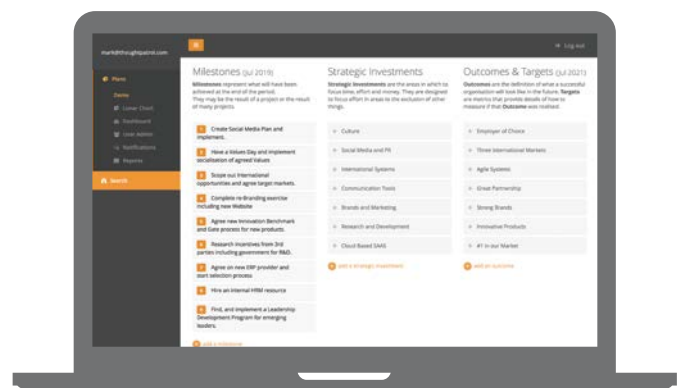 Log out
Plans
Demo
Lunar Chart
Dashboard
User Admin
Notifications
Reports
Search
Milestones (Jul 2019)
Milestones represent what will have been
achieved at the end of the period.
They may be the result of a project or the result
of many projects.
1 Create Social Media Plan and
implement.
2 Have a Values Day and implement
socialisation of agreed Values
3 Scope out International
opportunities and agree target markets.
4 Complete re-Branding exercise
including new Website
5 Agree new Innovation Benchmark
and Gate process for new products.
6 Research incentives from 3rd
parties including government for R&D.
7 Agree on new ERP provider and
start selection process
8 Hire an internal HRM resource
9 Find, and implement a Leadership
Development Program for emerging
leaders.
add a milestone
Strategic Investments
Strategic Investments are the areas in which to
focus time, effort and money. They are designed
to focus effort in areas to the exclusion of other
things.
Culture
Social Media and PR
International Systems
Communication Tools
Brands and Marketing
Research and Development
Cloud Based SAAS
add a strategic investment
Outcomes & Targets (Jul 2021)
Outcomes are the definition of what a successful
organisation will look like in the future. Targets
are metrics that provide details of how to
measure if that Outcome was realised.
Employer of Choice
Three International Markets
Agile Systems
Great Partnership
Strong Brands
Innovative Products
#1 in our Market
add an outcome